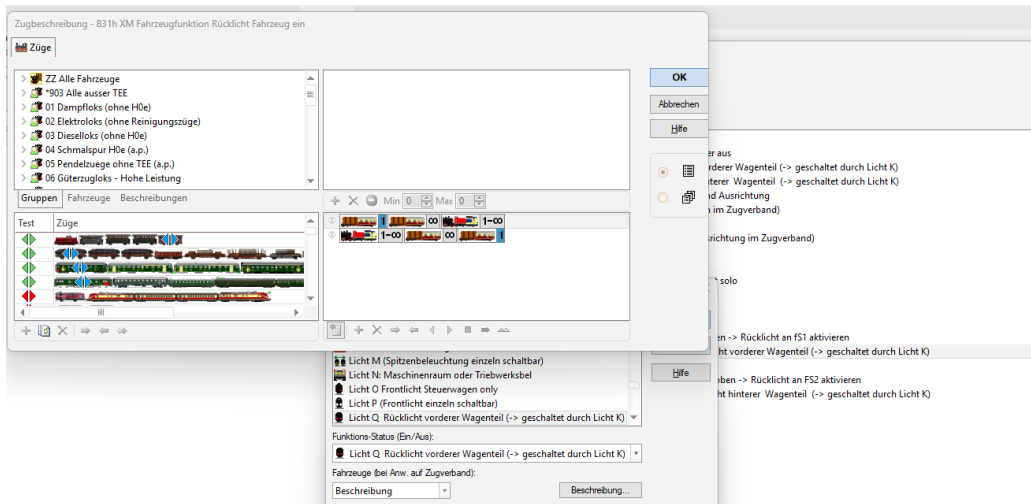 Zugbeschreibung - 831h XM Fahrzeugfunktion Rücklicht Fahrzeug ein
Züge
ZZ Alle Fahrzeuge
*903 Alle ausser TEE
01 Dampfloks (ohne H0e)
02 Elektroloks (ohne Reinigungszüge)
03 Dieselloks (ohne H0e)
04 Schmalspur H0e (a.p.)
05 Pendelzuege ohne TEE (a.p.)
06 Güterzugloks - Hohe Leistung
Gruppen Fahrzeuge Beschreibungen
Test Züge
Min 0 Max 0
1 ∞ 1-∞
1-∞ ∞ 1
OK
Abbrechen
Hilfe
er aus
rderer Wagenteil (-> geschaltet durch Licht K)
nterer Wagenteil (-> geschaltet durch Licht K)
nd Ausrichtung
im Zugverband)
richtung im Zugverband)
solo
en -> Rücklicht an fS1 aktivieren
ht vorderer Wagenteil (-> geschaltet durch Licht K)
oben -> Rücklicht an FS2 aktivieren
ht hinterer Wagenteil (-> geschaltet durch Licht K)
Licht M (Spitzenbeleuchtung einzeln schaltbar)
Licht N: Maschinenraum oder Triebwerksbel
Licht O Frontlicht Steuerwagen only
Licht P (Frontlicht einzeln schaltbar)
Licht Q Rücklicht vorderer Wagenteil (-> geschaltet durch Licht K)
Hilfe
Funktions-Status (Ein/Aus):
Licht Q Rücklicht vorderer Wagenteil (-> geschaltet durch Licht K)
Fahrzeuge (bei Anw. auf Zugverband):
Beschreibung
Beschreibung...